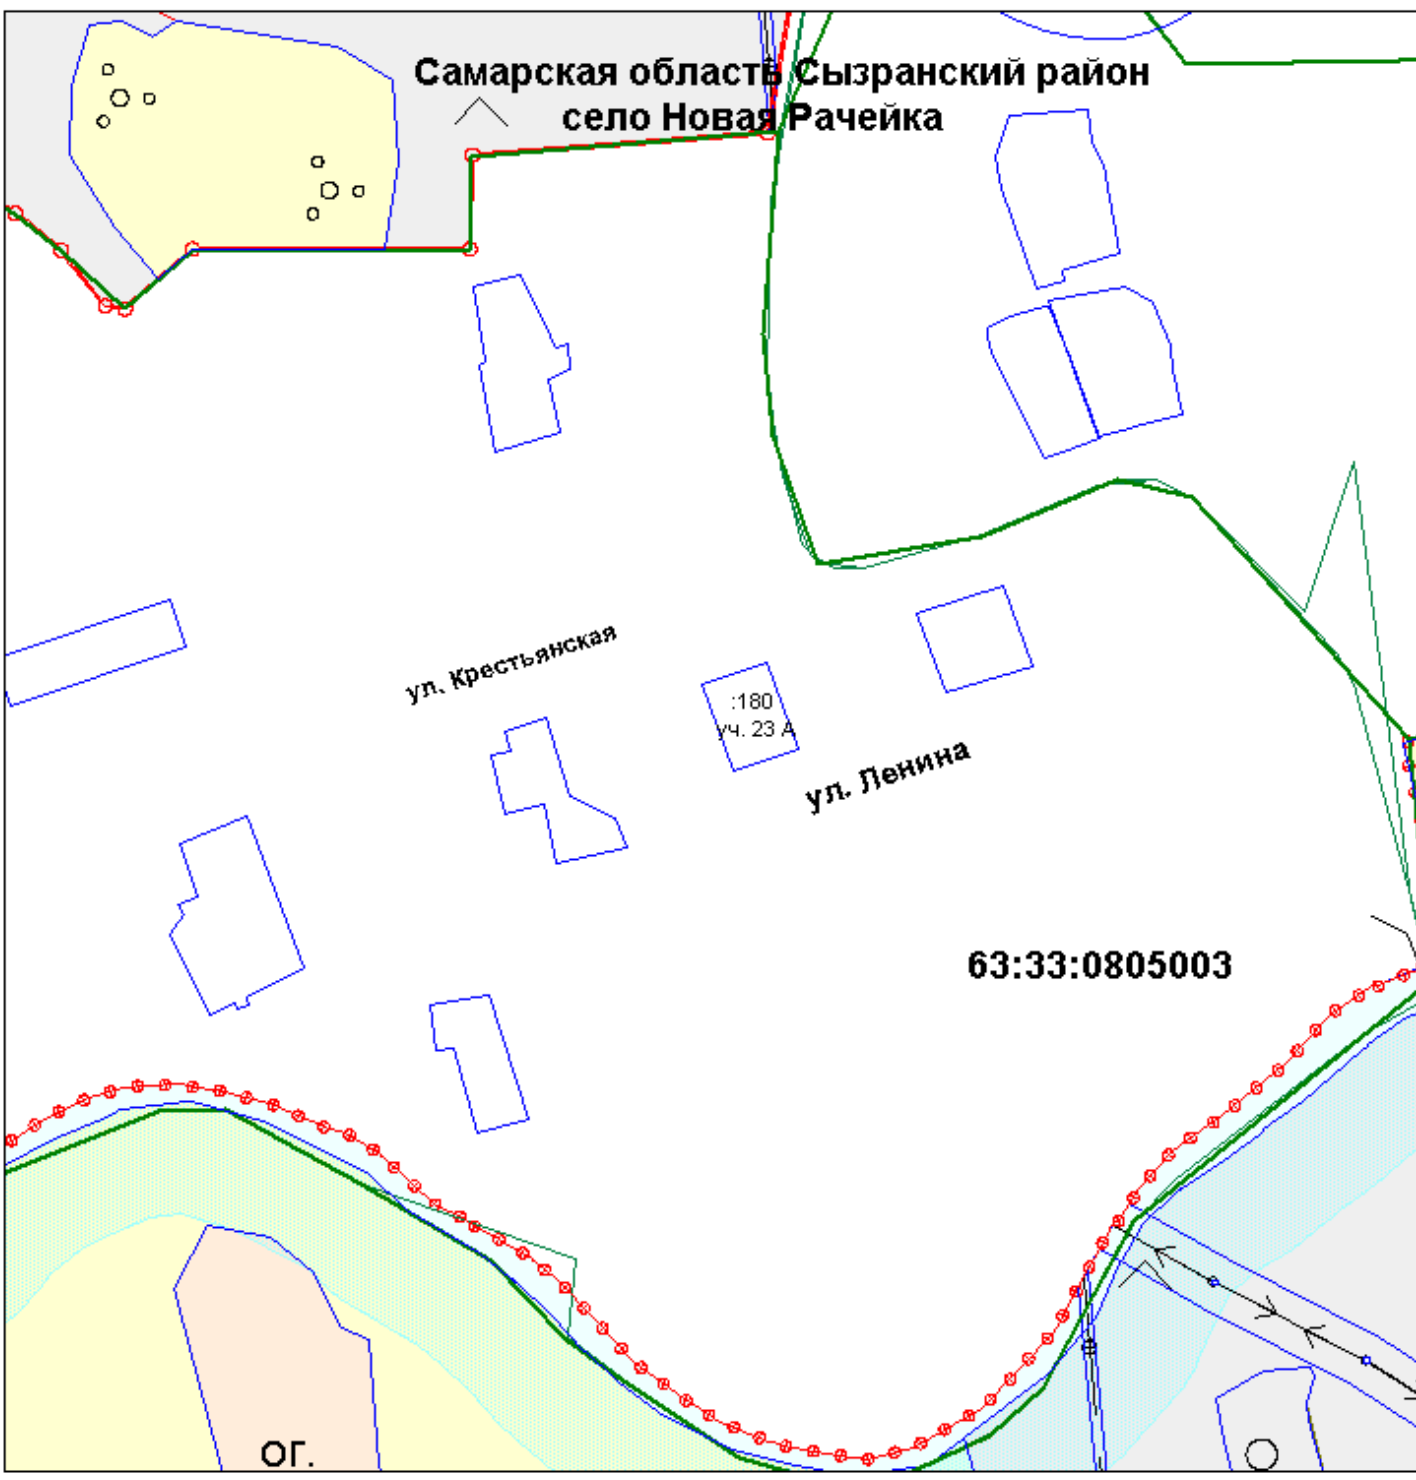 Самарская область Сызранский район
село Новая Рачейка
ул. Крестьянская
:180
уч. 23 А
ул. Ленина
63:33:0805003
ОГ.